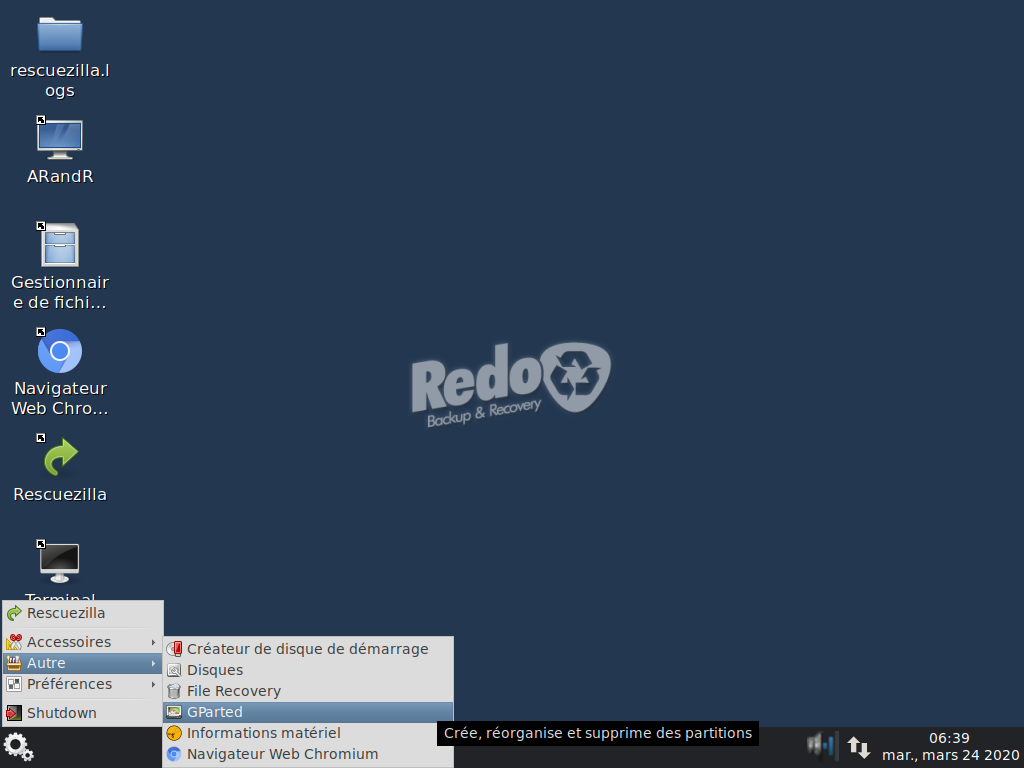 rescuezilla.l
ogs
ARandR
Gestionnair
e de fichi...
Navigateur
Web Chro...
Rescuezilla
Terminal
Redo
Backup & Recovery
Rescuezilla
Accessoires
Autre
Préférences
Shutdown
Créateur de disque de démarrage
Disques
File Recovery
GParted
Informations matériel
Navigateur Web Chromium
Crée, réorganise et supprime des partitions
06:39
mar., mars 24 2020